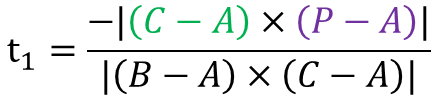 t₁ = −|(C − A) × (P − A)| / |(B − A) × (C − A)|